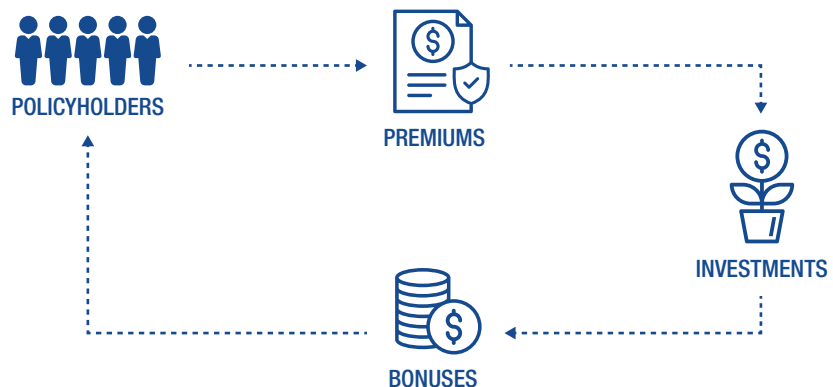 POLICYHOLDERS
$
PREMIUMS
$
INVESTMENTS
$
BONUSES